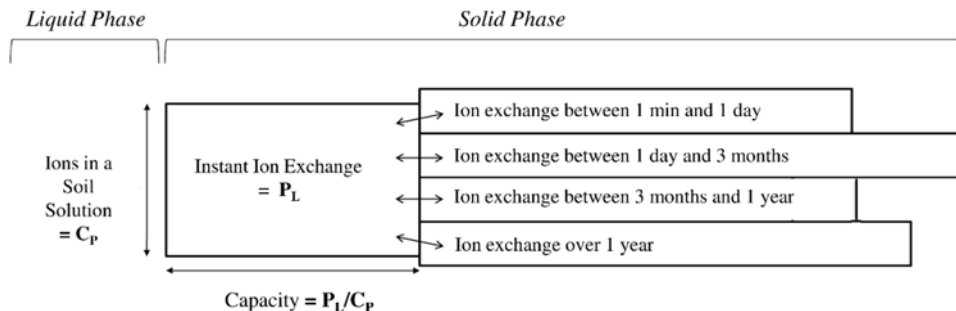 Liquid Phase
Solid Phase
Ions in a
Soil
Solution
= Cₚ
Instant Ion Exchange
= P_L
Ion exchange between 1 min and 1 day
Ion exchange between 1 day and 3 months
Ion exchange between 3 months and 1 year
Ion exchange over 1 year
Capacity = P_L/Cₚ